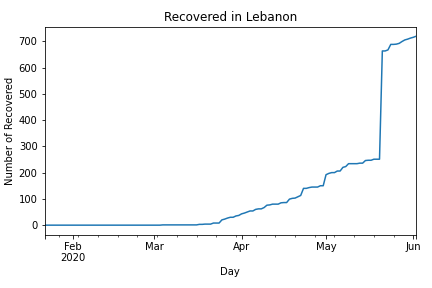 Recovered in Lebanon
Number of Recovered
700
600
500
400
300
200
100
0
Feb
2020
Mar
Apr
May
Jun
Day